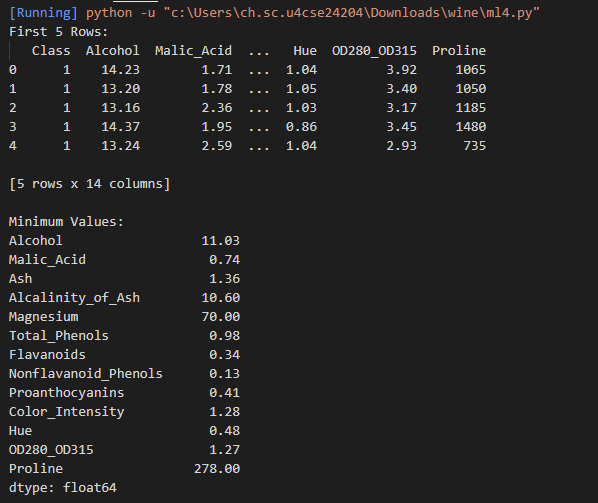 [Running] python -u "c:\Users\ch.sc.u4cse24204\Downloads\wine\ml4.py"
First 5 Rows:
   Class  Alcohol  Malic_Acid  ...   Hue  OD280_OD315  Proline
0      1    14.23        1.71  ...  1.04         3.92     1065
1      1    13.20        1.78  ...  1.05         3.40     1050
2      1    13.16        2.36  ...  1.03         3.17     1185
3      1    14.37        1.95  ...  0.86         3.45     1480
4      1    13.24        2.59  ...  1.04         2.93      735
[5 rows x 14 columns]
Minimum Values:
Alcohol                  11.03
Malic_Acid                0.74
Ash                       1.36
Alcalinity_of_Ash        10.60
Magnesium                70.00
Total_Phenols             0.98
Flavanoids                0.34
Nonflavanoid_Phenols      0.13
Proanthocyanins           0.41
Color_Intensity           1.28
Hue                       0.48
OD280_OD315               1.27
Proline                 278.00
dtype: float64